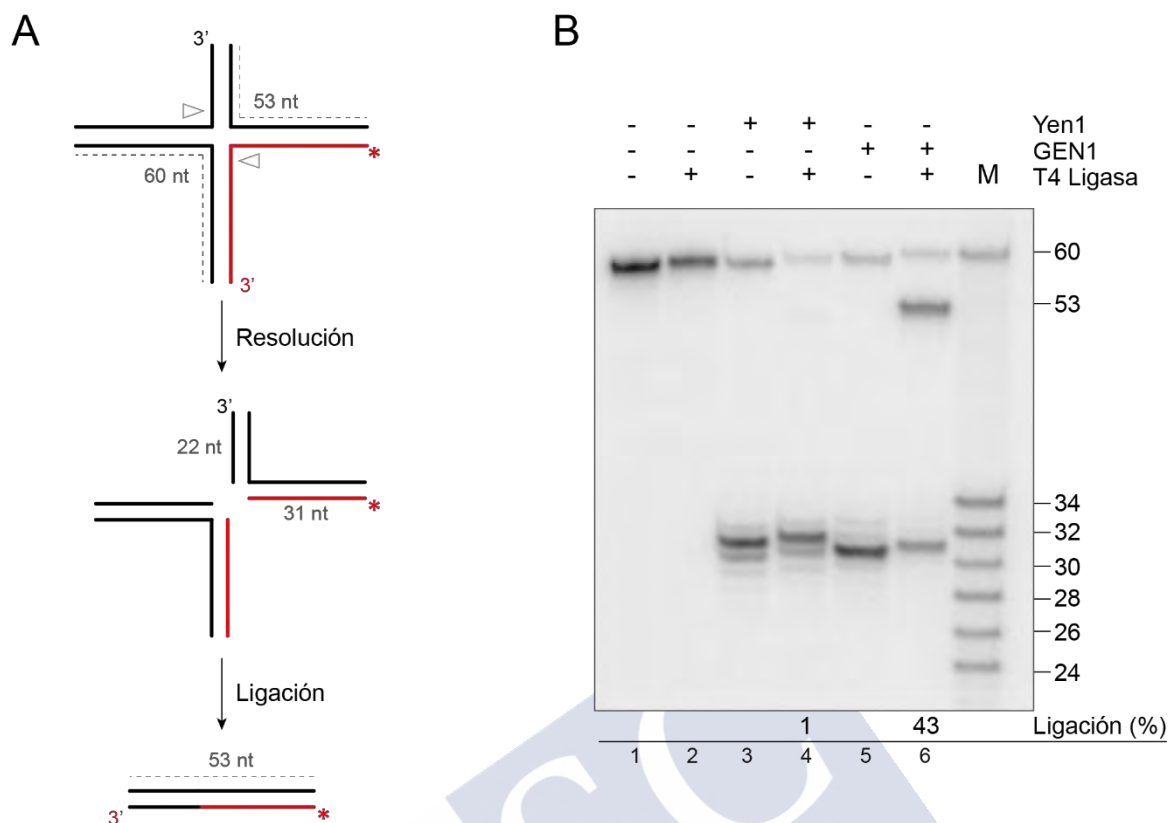 A
3'
53 nt
60 nt
*
3'
Resolución
3'
22 nt
31 nt
*
Ligación
53 nt
3'
*
B
- - + + - - Yen1
- - - - + + GEN1
- + - + - + M T4 Ligasa
60
53
34
32
30
28
26
24
1 43 Ligación (%)
1 2 3 4 5 6